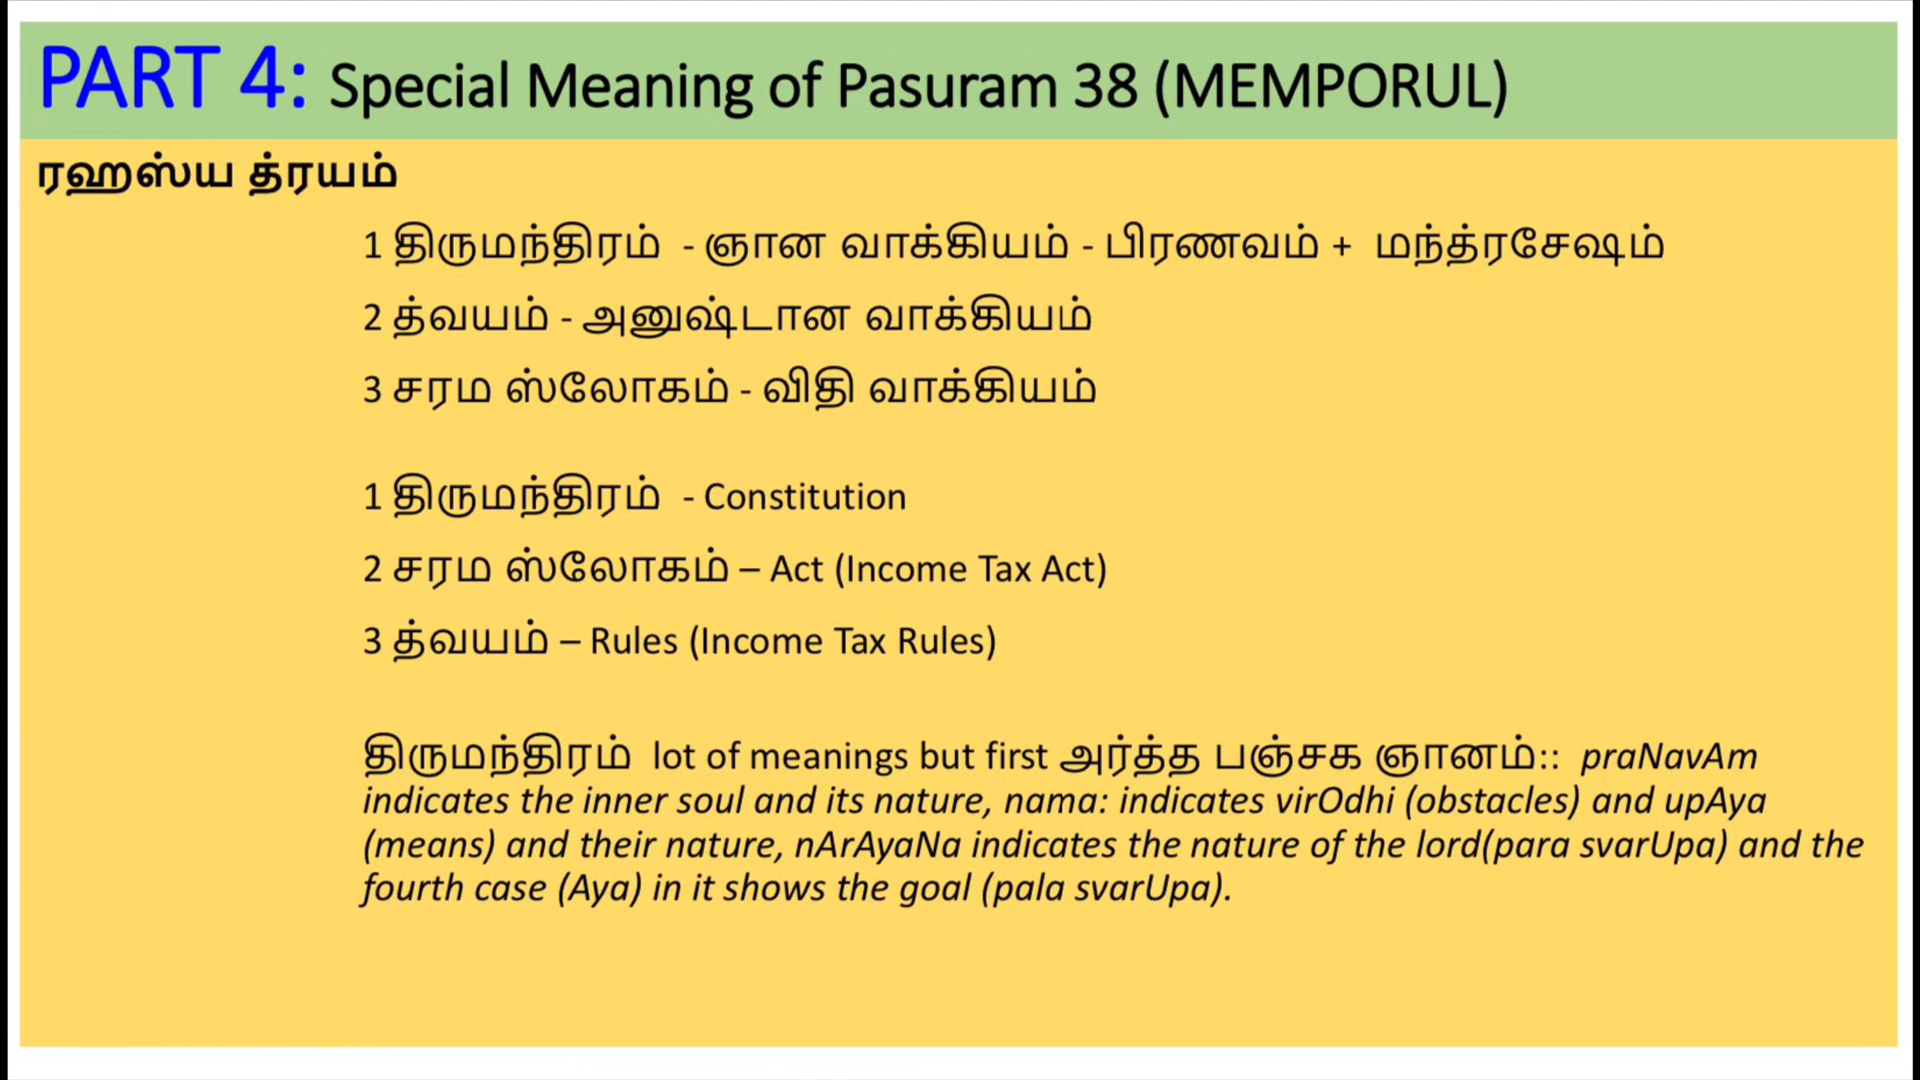 PART 4: Special Meaning of Pasuram 38 (MEMPORUL)
ரஹஸ்ய த்ரயம்
1 திருமந்திரம் - ஞான வாக்கியம் - பிரணவம் + மந்த்ரசேஷம்
2 த்வயம் - அனுஷ்டான வாக்கியம்
3 சரம ஸ்லோகம் - விதி வாக்கியம்
1 திருமந்திரம் - Constitution
2 சரம ஸ்லோகம் – Act (Income Tax Act)
3 த்வயம் – Rules (Income Tax Rules)
திருமந்திரம் lot of meanings but first அர்த்த பஞ்சக ஞானம்:: praNavAm
indicates the inner soul and its nature, nama: indicates virOdhi (obstacles) and upAya
(means) and their nature, nArAyaNa indicates the nature of the lord(para svarUpa) and the
fourth case (Aya) in it shows the goal (pala svarUpa).